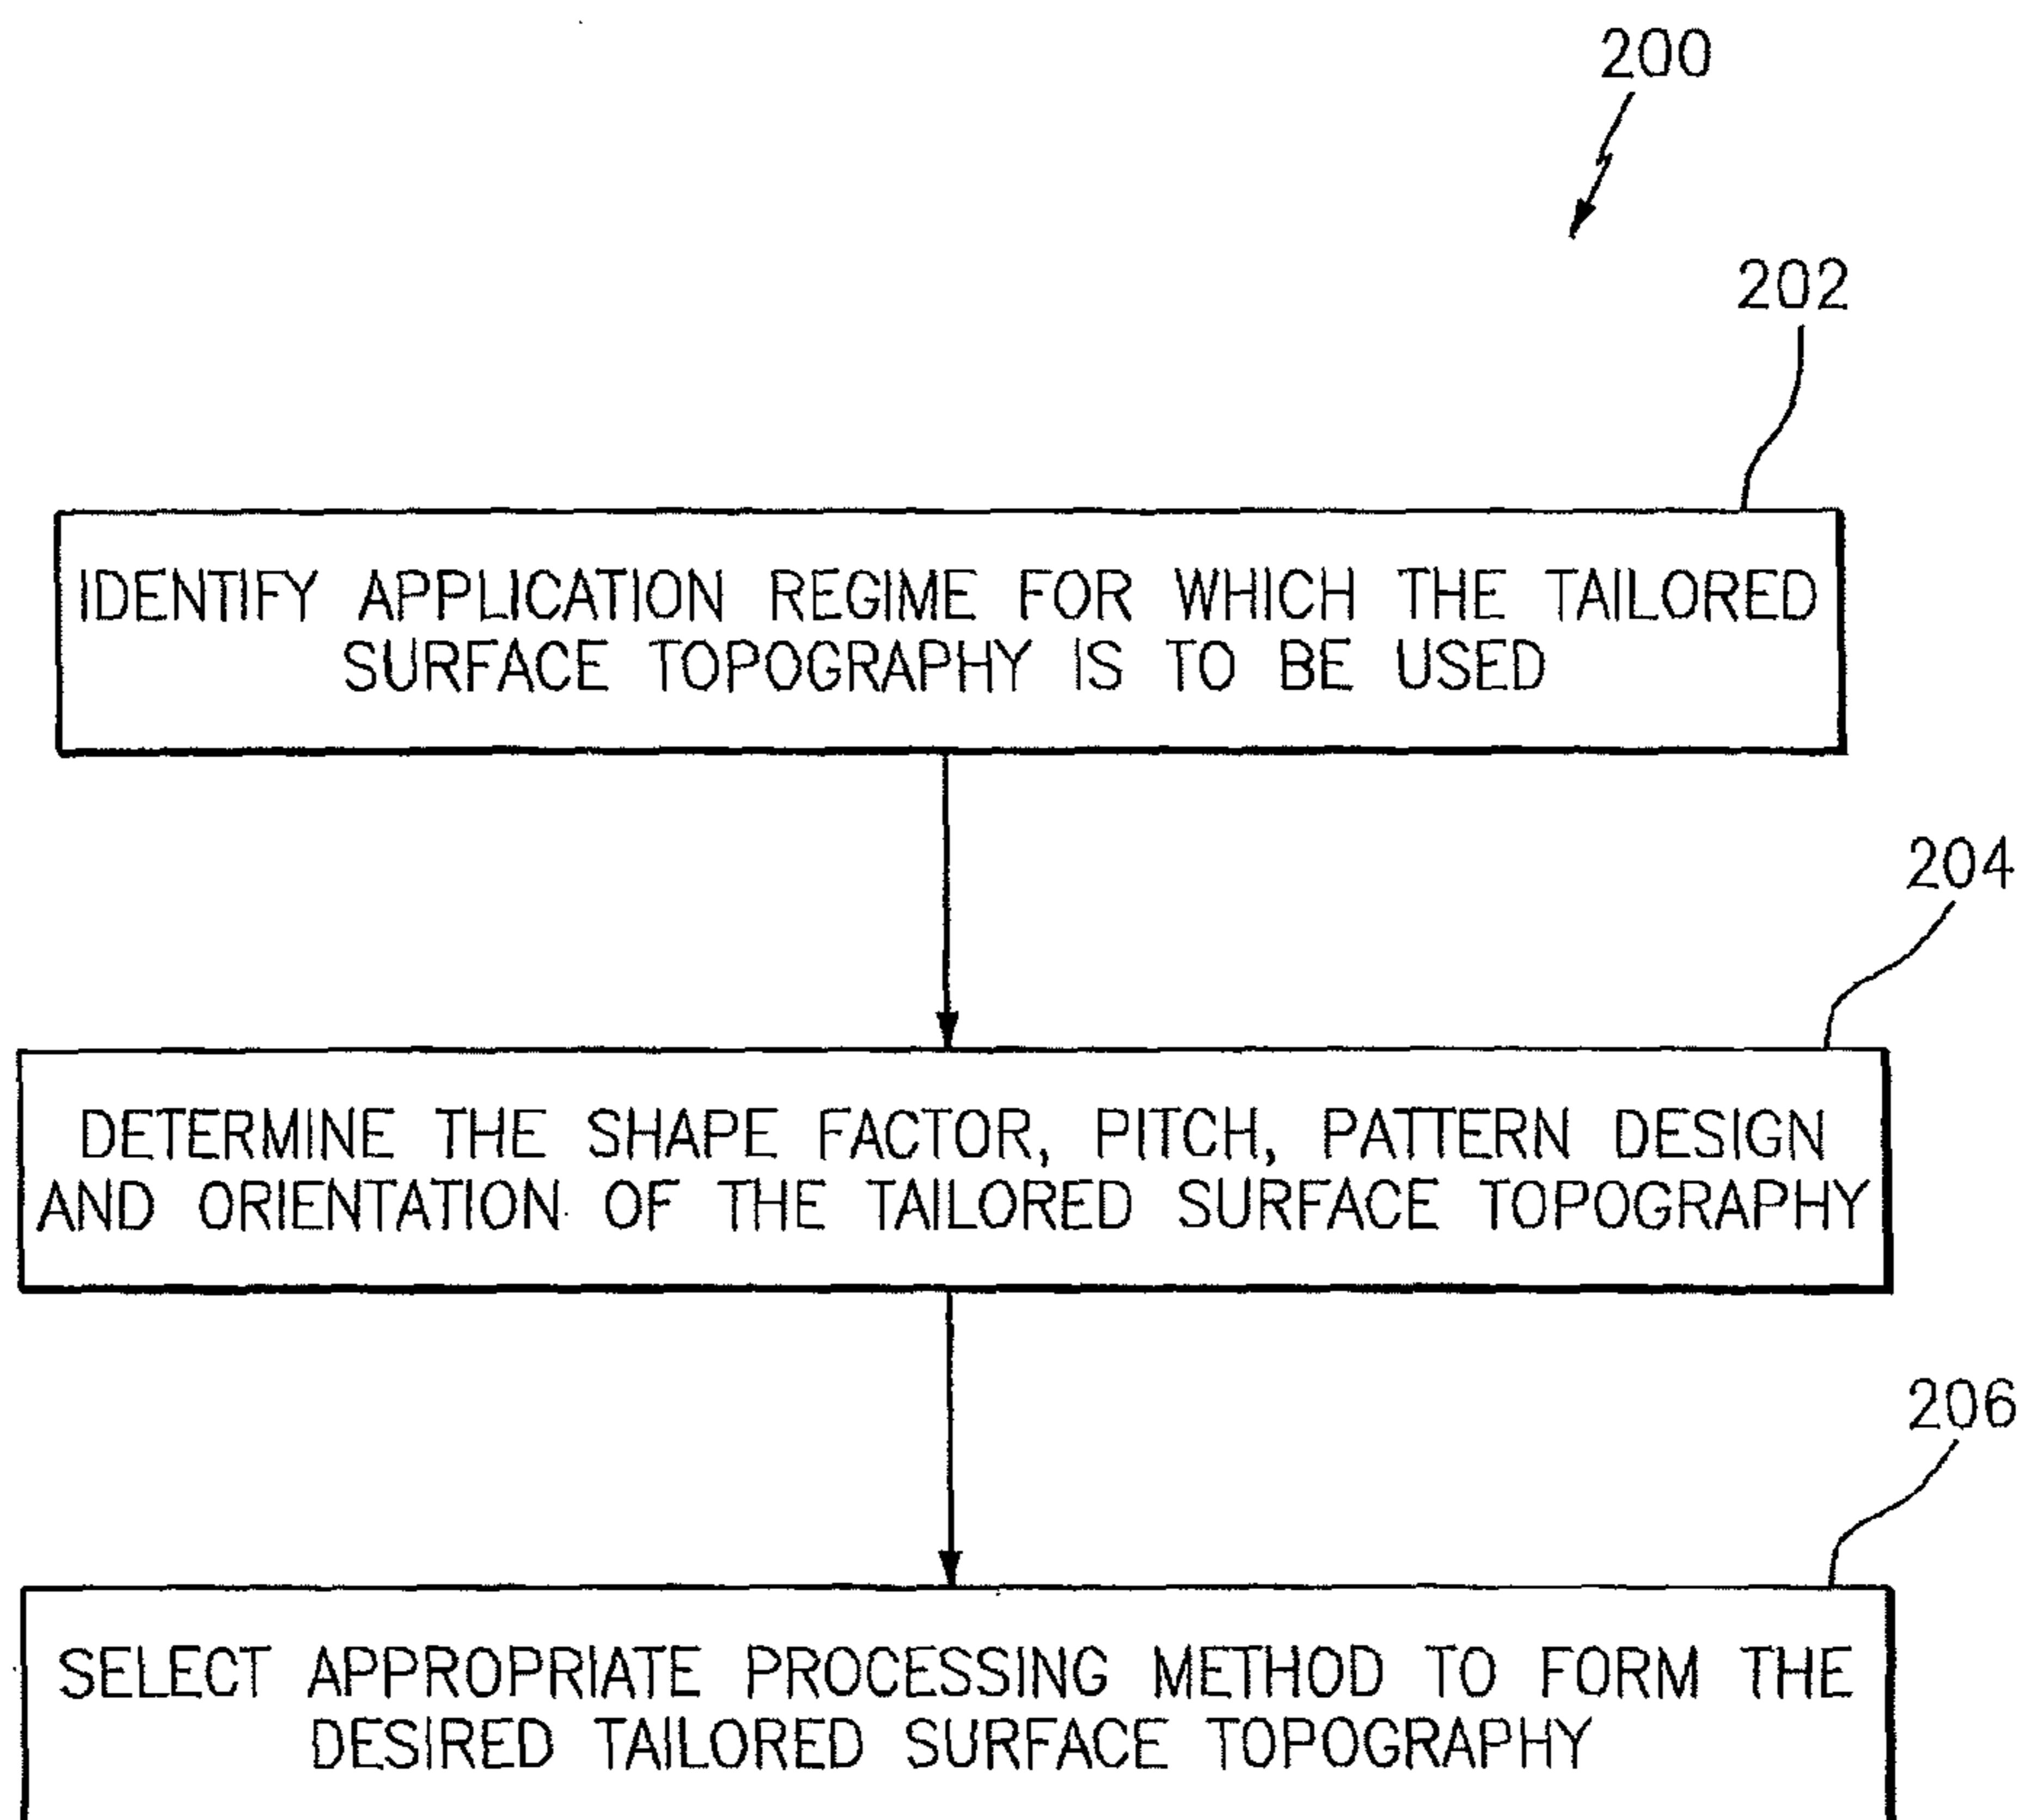 200
202
IDENTIFY APPLICATION REGIME FOR WHICH THE TAILORED
SURFACE TOPOGRAPHY IS TO BE USED
204
DETERMINE THE SHAPE FACTOR, PITCH, PATTERN DESIGN
AND ORIENTATION OF THE TAILORED SURFACE TOPOGRAPHY
206
SELECT APPROPRIATE PROCESSING METHOD TO FORM THE
DESIRED TAILORED SURFACE TOPOGRAPHY